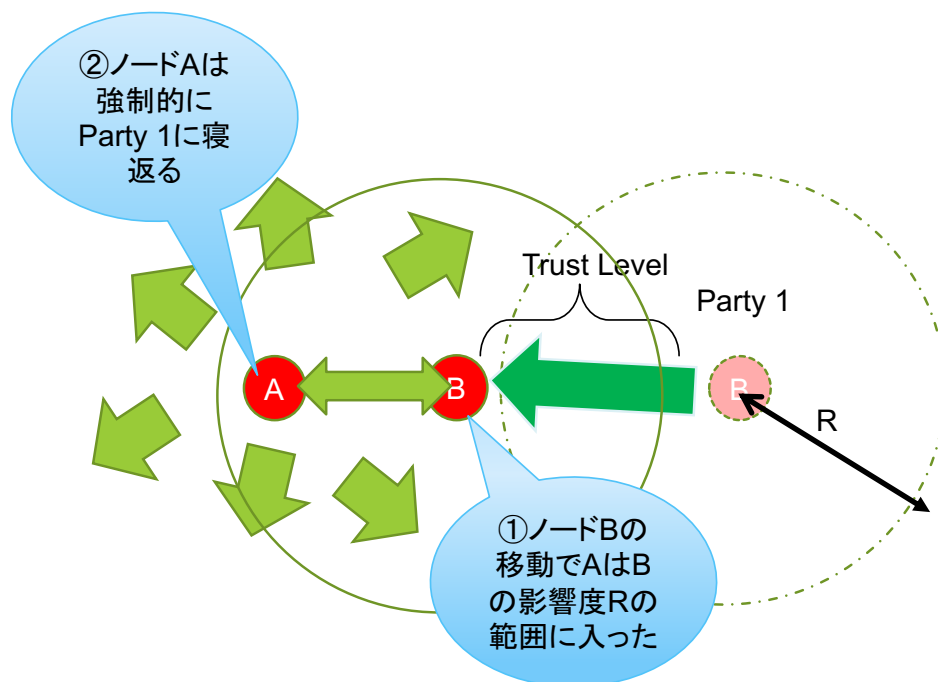 ②ノードAは
強制的に
Party 1に寝
返る
Trust Level
Party 1
A
B
B
R
①ノードBの
移動でAはB
の影響度Rの
範囲に入った